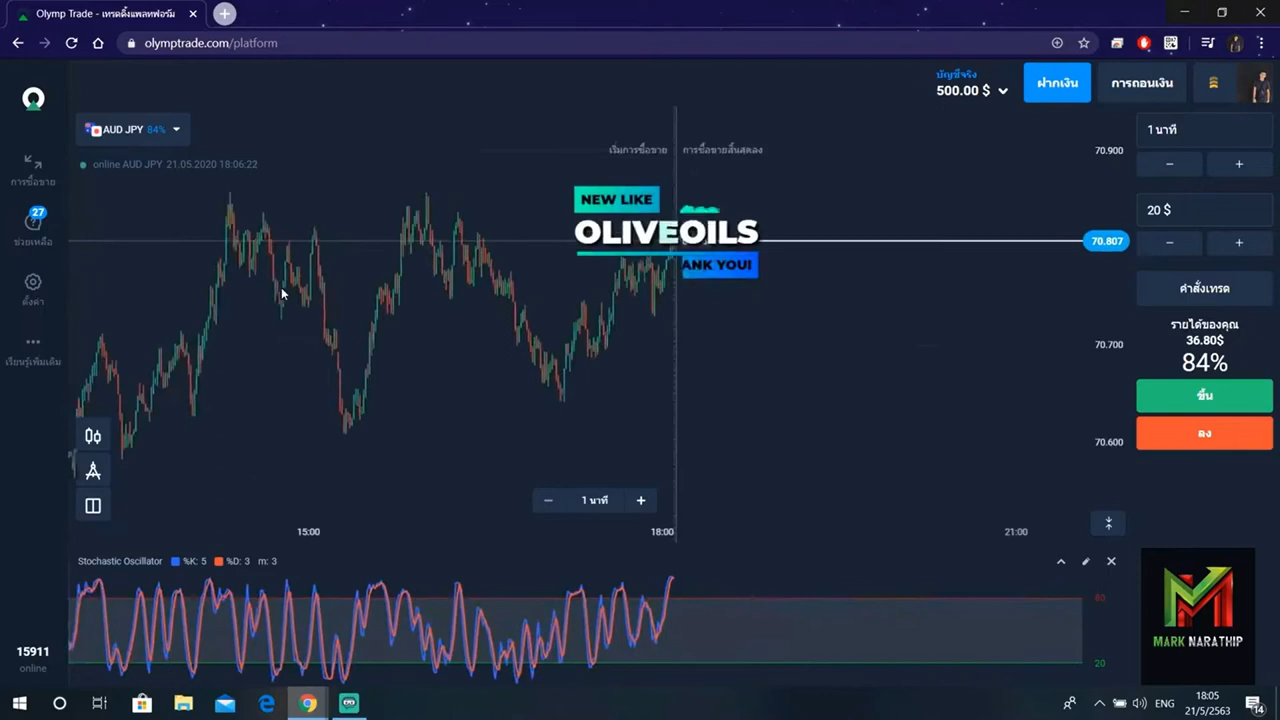 Olymp Trade - เทรดดิ้งแพลทฟอร์ม
olymptrade.com/platform
บัญชีจริง
500.00 $
ฝากเงิน
การถอนเงิน
AUD JPY 84%
online AUD JPY 21.05.2020 18:06:22
เริ่มการซื้อขาย
การซื้อขายสิ้นสุดลง
การซื้อขาย
27
ช่วยเหลือ
ตั้งค่า
เรียนรู้เพิ่มเติม
NEW LIKE
OLIVEOILS
ANK YOU!
70.900
70.807
70.700
70.600
1 นาที
20 $
คำสั่งเทรด
รายได้ของคุณ
36.80$
84%
ขึ้น
ลง
1 นาที
15:00
18:00
21:00
Stochastic Oscillator %K: 5 %D: 3 m: 3
80
20
MARK NARATHIP
15911
online
ENG
18:05
21/5/2563
14